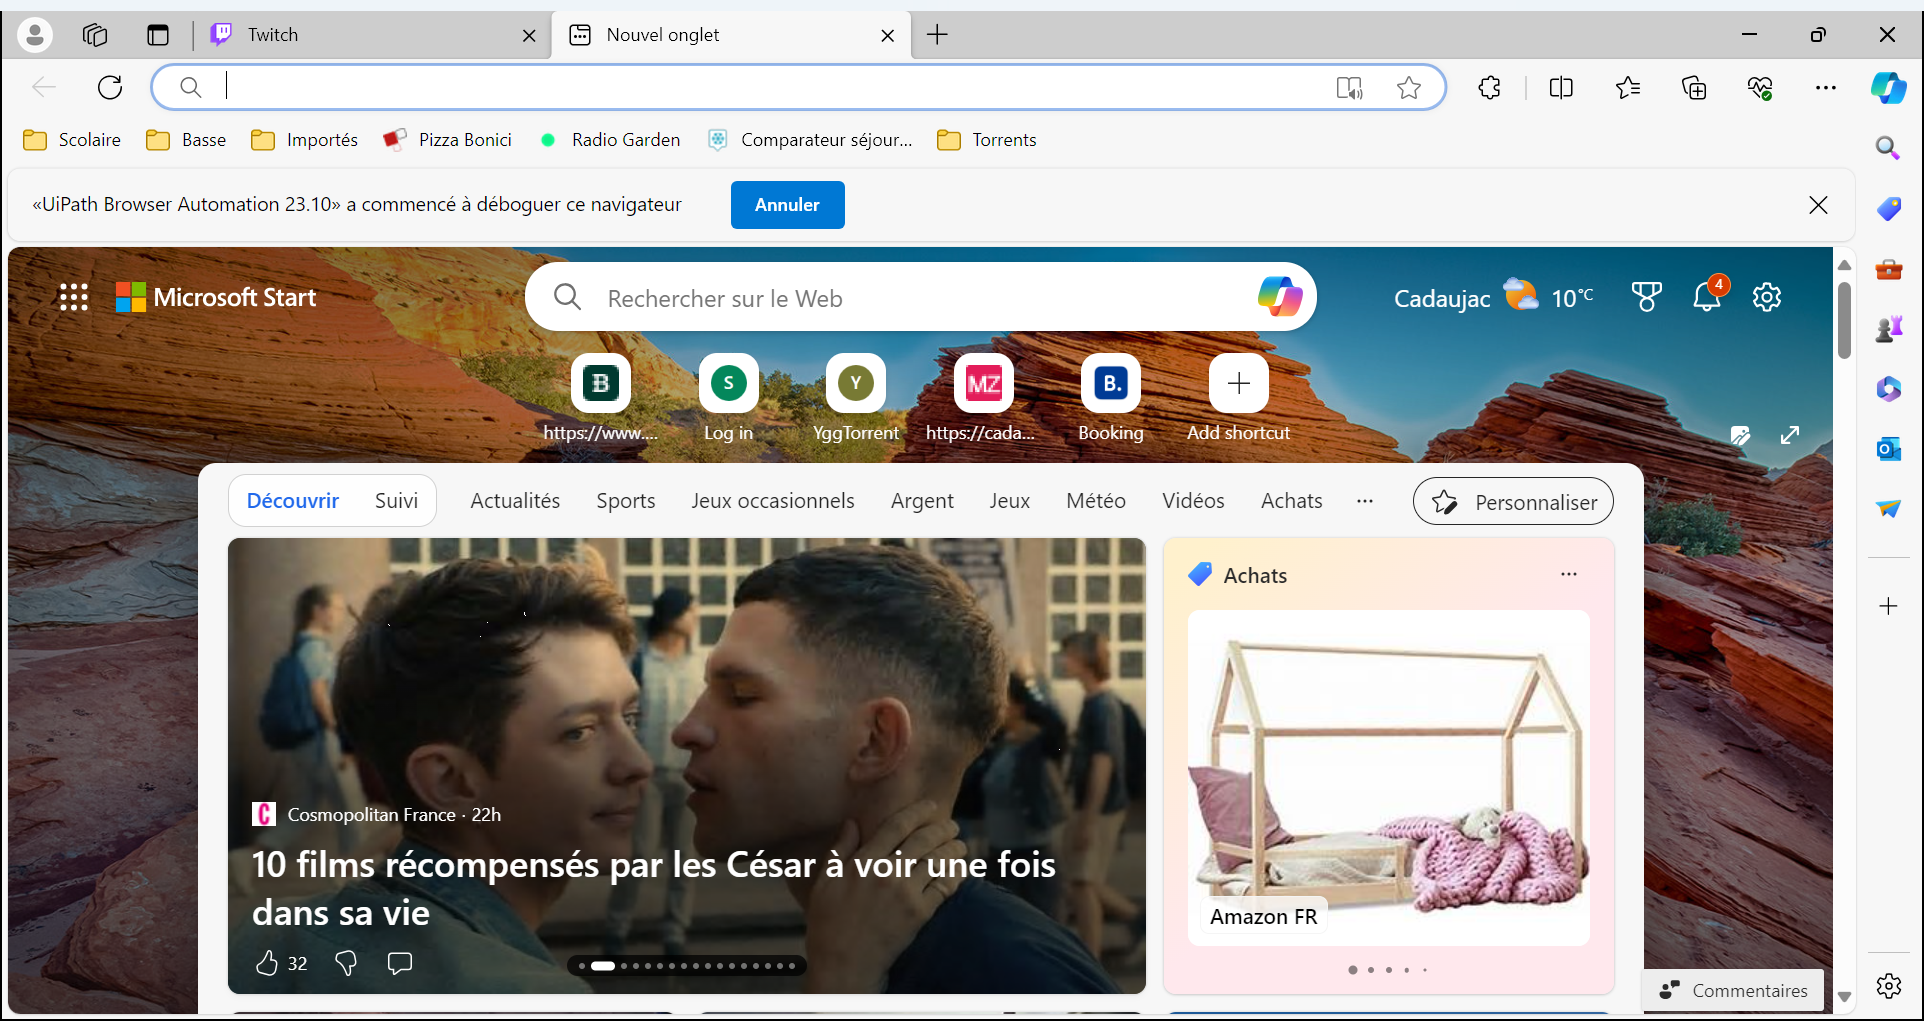 Twitch
Nouvel onglet
Scolaire
Basse
Importés
Pizza Bonici
Radio Garden
Comparateur séjour...
Torrents
«UiPath Browser Automation 23.10» a commencé à déboguer ce navigateur
Annuler
Microsoft Start
Rechercher sur le Web
Cadaujac
10°C
4
B
S
Y
MZ
B.
https://www....
Log in
YggTorrent
https://cada...
Booking
Add shortcut
Découvrir
Suivi
Actualités
Sports
Jeux occasionnels
Argent
Jeux
Météo
Vidéos
Achats
Personnaliser
Achats
C
Cosmopolitan France · 22h
10 films récompensés par les César à voir une fois
dans sa vie
32
Amazon FR
Commentaires